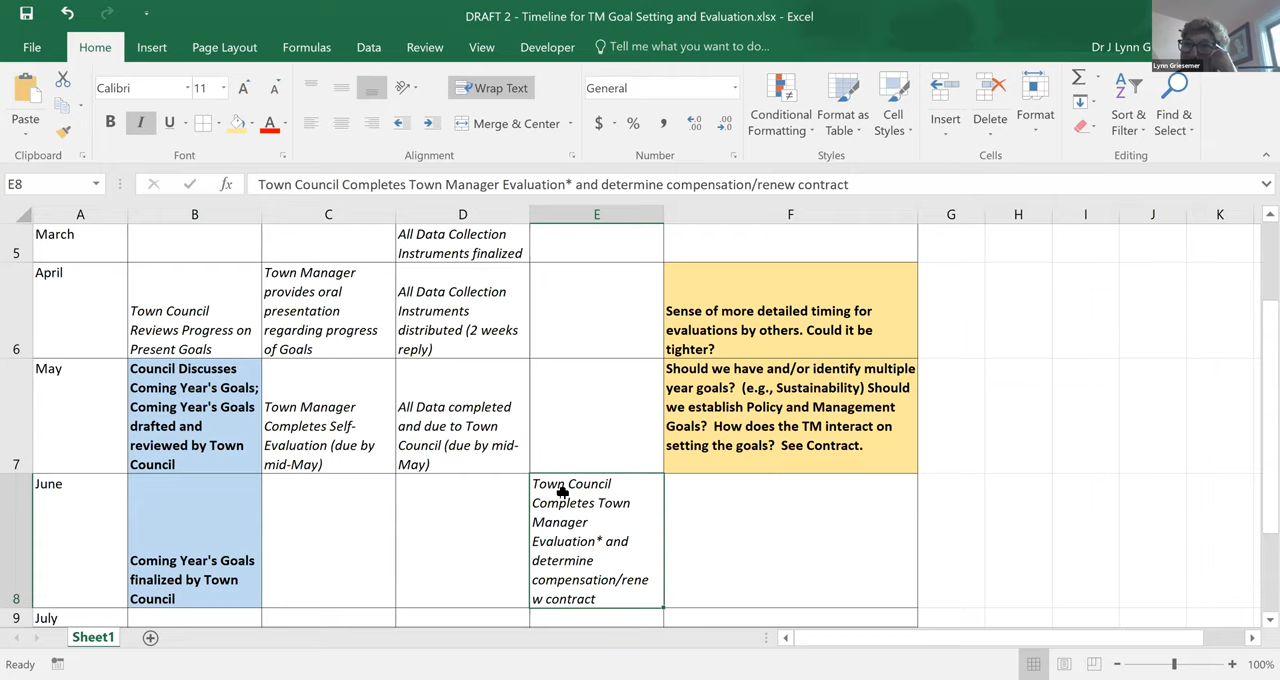 DRAFT 2 - Timeline for TM Goal Setting and Evaluation.xlsx - Excel
File
Home
Insert
Page Layout
Formulas
Data
Review
View
Developer
Tell me what you want to do...
Dr J Lynn G
Lynn Griesemer
Paste
Calibri
11
B I U
Wrap Text
Merge & Center
General
$ % ,
Conditional
Formatting
Format as
Table
Cell
Styles
Insert
Delete
Format
Sort &
Filter
Find &
Select
Clipboard
Font
Alignment
Number
Styles
Cells
Editing
E8
fx
Town Council Completes Town Manager Evaluation* and determine compensation/renew contract
A B C D E F G H I J K
5
March
All Data Collection
Instruments finalized
6
April
Town Council
Reviews Progress on
Present Goals
Town Manager
provides oral
presentation
regarding progress
of Goals
All Data Collection
Instruments
distributed (2 weeks
reply)
Sense of more detailed timing for
evaluations by others. Could it be
tighter?
7
May
Council Discusses
Coming Year's Goals;
Coming Year's Goals
drafted and
reviewed by Town
Council
Town Manager
Completes Self-
Evaluation (due by
mid-May)
All Data completed
and due to Town
Council (due by mid-
May)
Should we have and/or identify multiple
year goals? (e.g., Sustainability) Should
we establish Policy and Management
Goals? How does the TM interact on
setting the goals? See Contract.
8
June
Coming Year's Goals
finalized by Town
Council
Town Council
Completes Town
Manager
Evaluation* and
determine
compensation/rene
w contract
9
July
Sheet1
Ready
100%